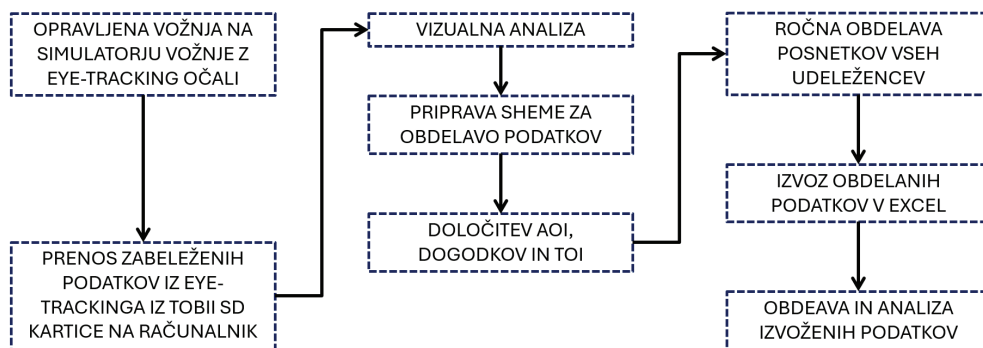 OPRAVLJENA VOŽNJA NA
SIMULATORJU VOŽNJE Z
EYE-TRACKING OČALI
PRENOS ZABELEŽENIH
PODATKOV IZ EYE-
TRACKINGA IZ TOBII SD
KARTICE NA RAČUNALNIK
VIZUALNA ANALIZA
PRIPRAVA SHEME ZA
OBDELAVO PODATKOV
DOLOČITEV AOI,
DOGODKOV IN TOI
ROČNA OBDELAVA
POSNETKOV VSEH
UDELEŽENCEV
IZVOZ OBDELANIH
PODATKOV V EXCEL
OBDEAVA IN ANALIZA
IZVOŽENIH PODATKOV